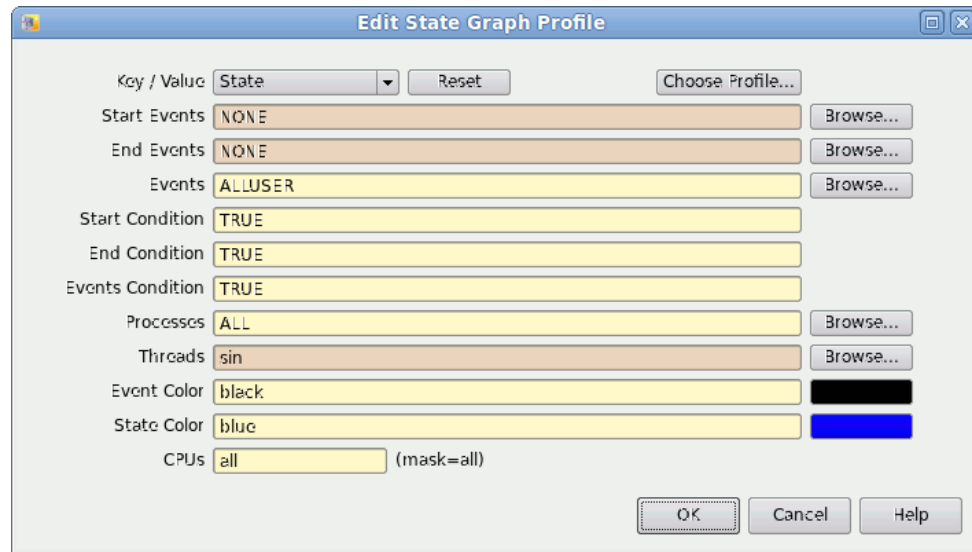 Edit State Graph Profile
Key / Value State Reset Choose Profile...
Start Events NONE Browse...
End Events NONE Browse...
Events ALLUSER Browse...
Start Condition TRUE
End Condition TRUE
Events Condition TRUE
Processes ALL Browse...
Threads sin Browse...
Event Color black
State Color blue
CPUs all (mask=all)
OK Cancel Help